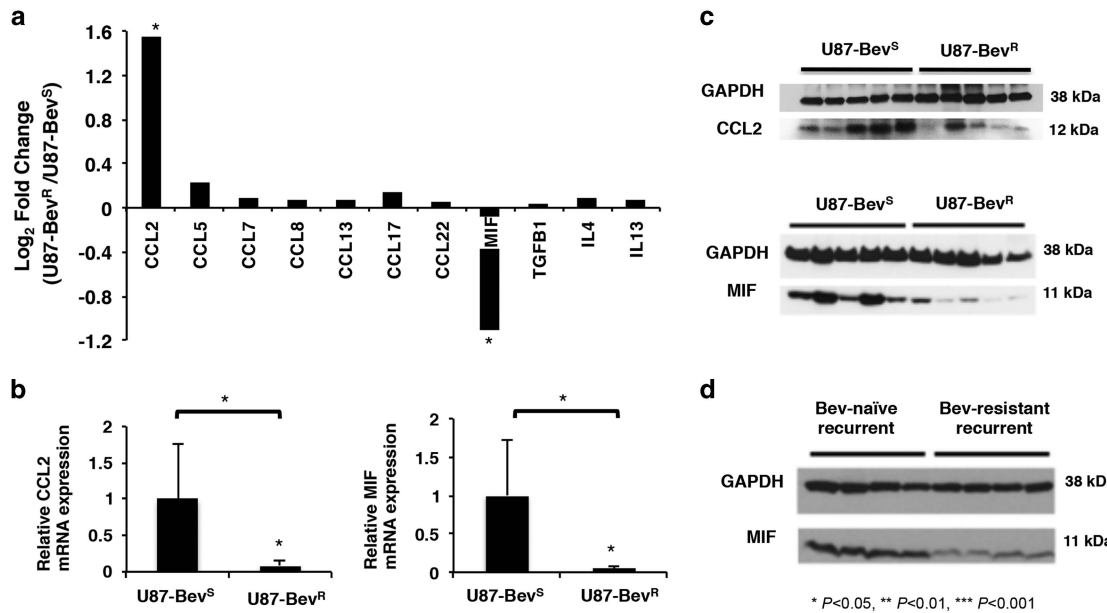 a
Log2 Fold Change
(U87-BevR /U87-BevS)
1.6
1.2
0.8
0.4
0
-0.4
-0.8
-1.2
*
CCL2
CCL5
CCL7
CCL8
CCL13
CCL17
CCL22
MIF
TGFB1
IL4
IL13
*
b
Relative CCL2
mRNA expression
2
1.5
1
0.5
0
*
*
U87-BevS
U87-BevR
Relative MIF
mRNA expression
2
1.5
1
0.5
0
*
*
U87-BevS
U87-BevR
c
U87-BevS
U87-BevR
GAPDH
38 kDa
CCL2
12 kDa
U87-BevS
U87-BevR
GAPDH
38 kDa
MIF
11 kDa
d
Bev-naïve
recurrent
Bev-resistant
recurrent
GAPDH
38 kD
MIF
11 kDa
* P<0.05, ** P<0.01, *** P<0.001